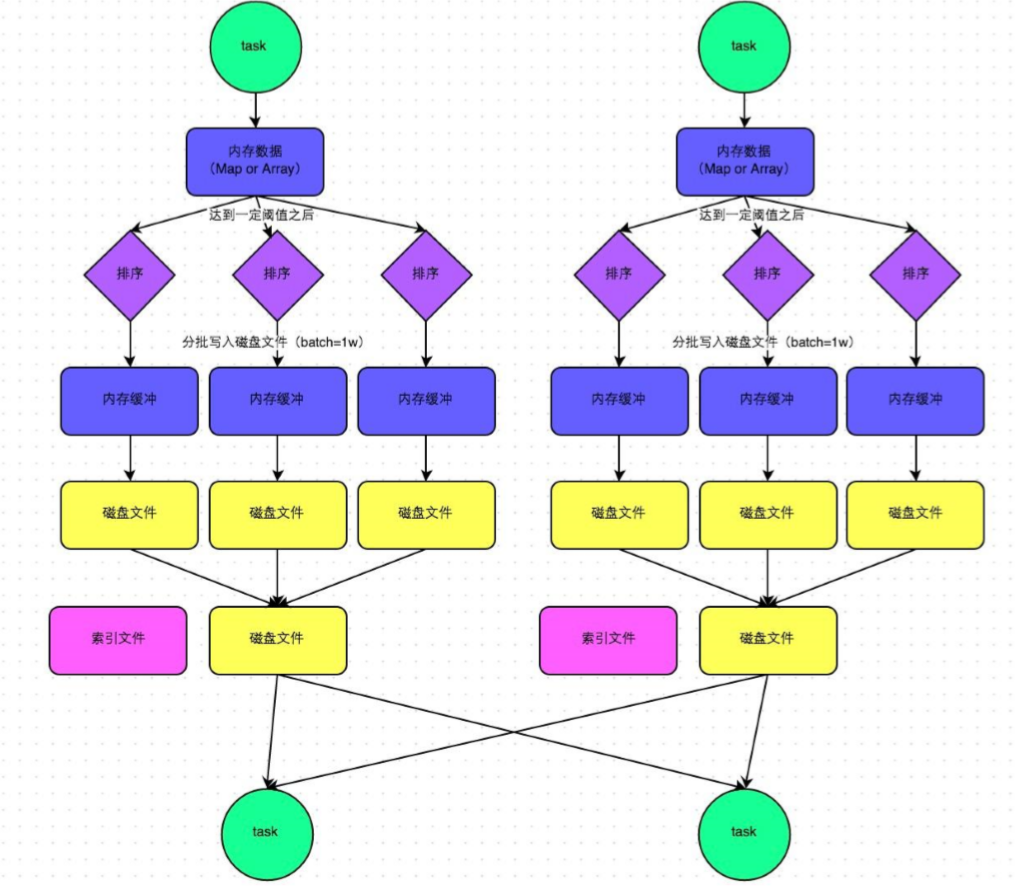 task
task
内存数据
（Map or Array）
内存数据
（Map or Array）
达到一定阈值之后
达到一定阈值之后
排序
排序
排序
排序
排序
排序
分批写入磁盘文件（batch=1w）
分批写入磁盘文件（batch=1w）
内存缓冲
内存缓冲
内存缓冲
内存缓冲
内存缓冲
内存缓冲
磁盘文件
磁盘文件
磁盘文件
磁盘文件
磁盘文件
磁盘文件
索引文件
磁盘文件
索引文件
磁盘文件
task
task